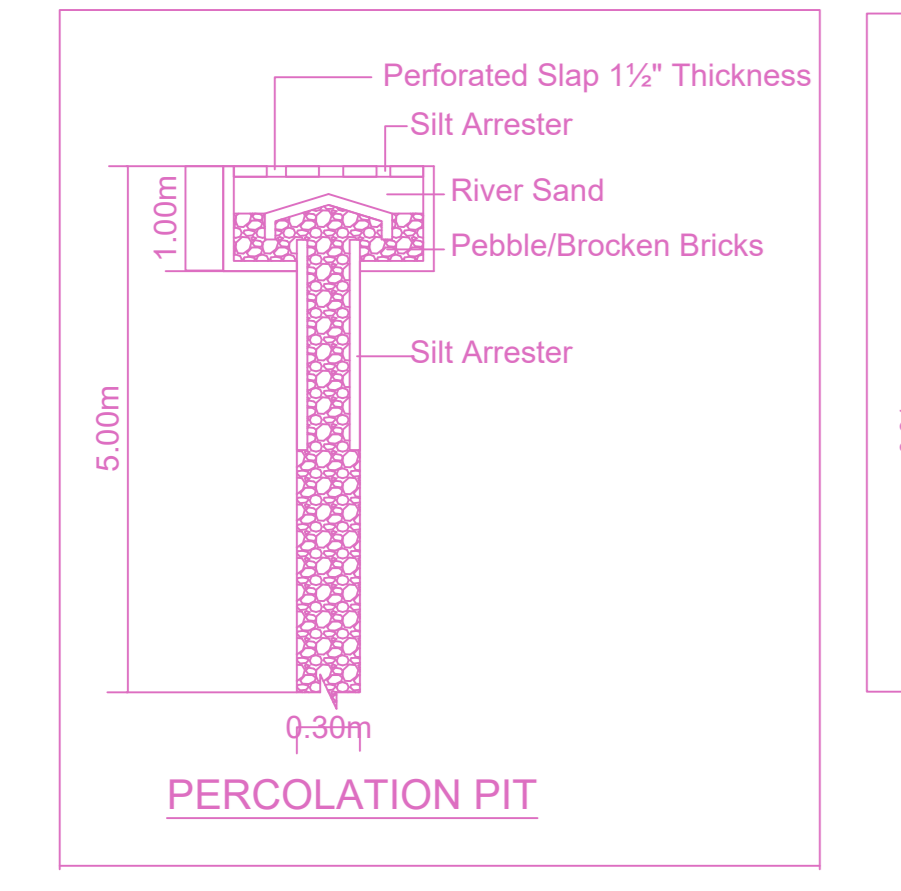 Perforated Slap 1½" Thickness
Silt Arrester
River Sand
1.00m
Pebble/Brocken Bricks
Silt Arrester
5.00m
0.30m
PERCOLATION PIT